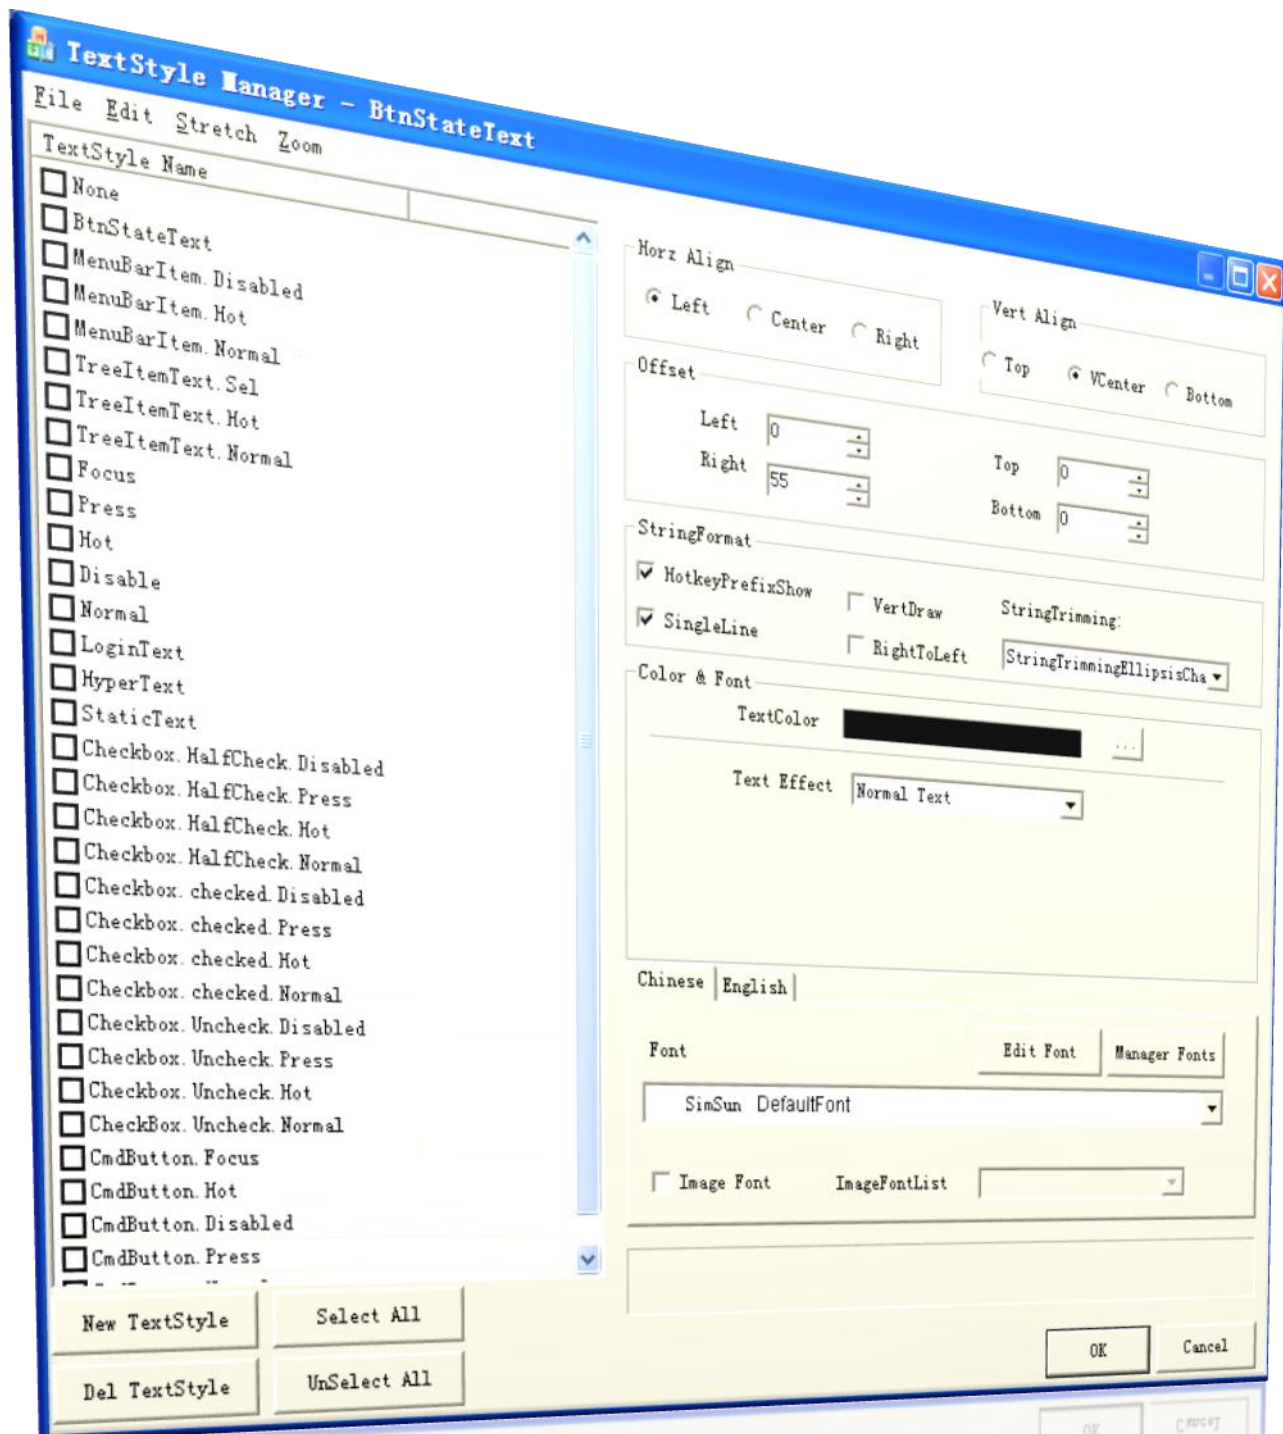 TextStyle Manager - BtnStateText
File Edit Stretch Zoom
TextStyle Name
None
BtnStateText
MenuBarItem.Disabled
MenuBarItem.Hot
MenuBarItem.Normal
TreeItemText.Sel
TreeItemText.Hot
TreeItemText.Normal
Focus
Press
Hot
Disable
Normal
LoginText
HyperText
StaticText
Checkbox.HalfCheck.Disabled
Checkbox.HalfCheck.Press
Checkbox.HalfCheck.Hot
Checkbox.HalfCheck.Normal
Checkbox.checked.Disabled
Checkbox.checked.Press
Checkbox.checked.Hot
Checkbox.checked.Normal
Checkbox.Uncheck.Disabled
Checkbox.Uncheck.Press
Checkbox.Uncheck.Hot
CheckBox.Uncheck.Normal
CmdButton.Focus
CmdButton.Hot
CmdButton.Disabled
CmdButton.Press
New TextStyle Select All
Del TextStyle UnSelect All
Horz Align
Left Center Right
Vert Align
Top VCenter Bottom
Offset
Left 0 Top 0
Right 55 Bottom 0
StringFormat
HotkeyPrefixShow VertDraw StringTrimming:
SingleLine RightToLeft StringTrimmingEllipsisCha
Color & Font
TextColor ...
Text Effect Normal Text
Chinese English
Font Edit Font Manager Fonts
SimSun DefaultFont
Image Font ImageFontList
OK Cancel